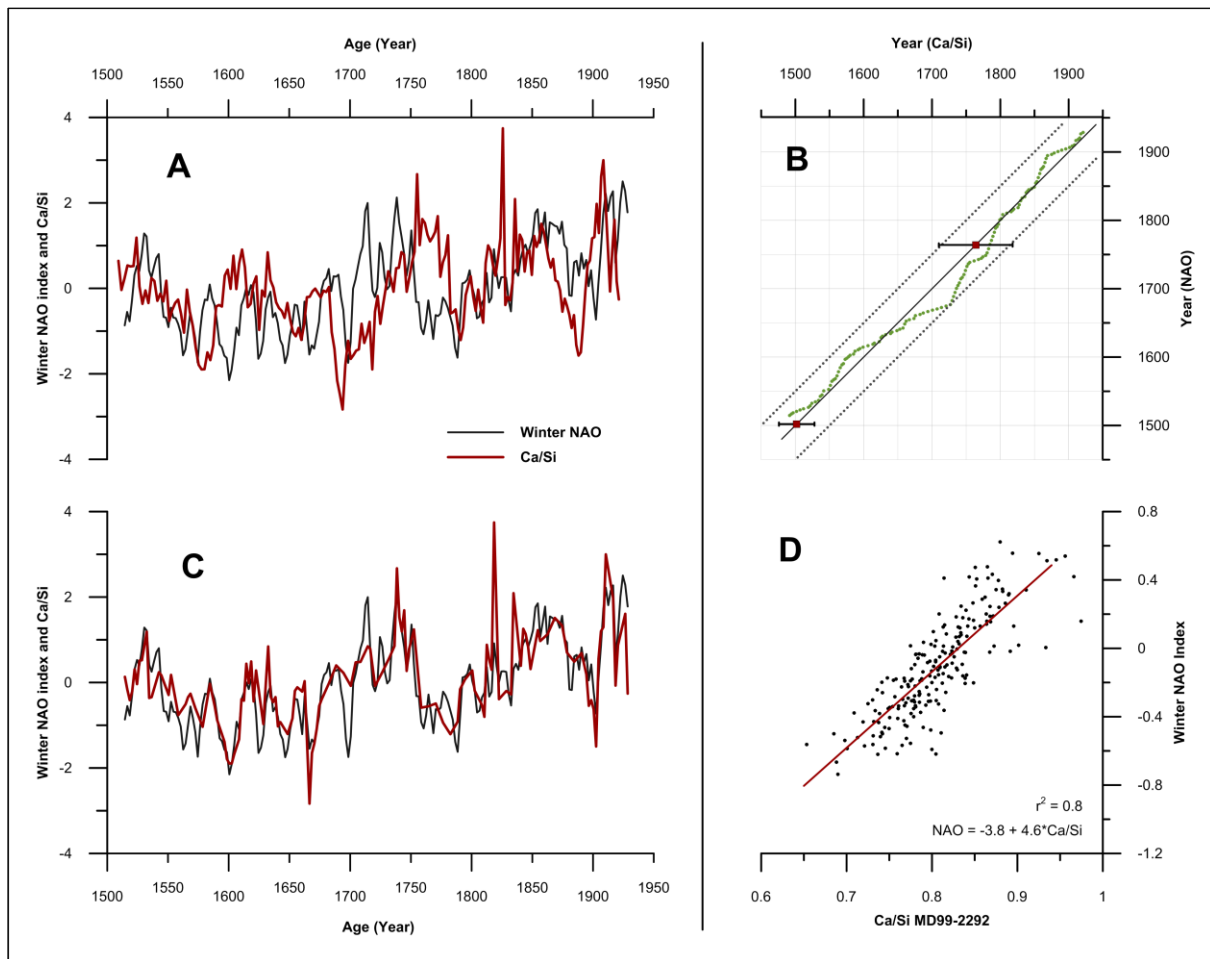 Age (Year)
1500 1550 1600 1650 1700 1750 1800 1850 1900 1950
Winter NAO index and Ca/Si
4
2
0
-2
-4
A
Winter NAO
Ca/Si
Year (Ca/Si)
1500 1600 1700 1800 1900
B
1900
1800
1700
1600
1500
Year (NAO)
Winter NAO index and Ca/Si
4
2
0
-2
-4
C
1500 1550 1600 1650 1700 1750 1800 1850 1900 1950
Age (Year)
D
0.8
0.4
0
-0.4
-0.8
-1.2
Winter NAO Index
r² = 0.8
NAO = -3.8 + 4.6*Ca/Si
0.6 0.7 0.8 0.9 1
Ca/Si MD99-2292